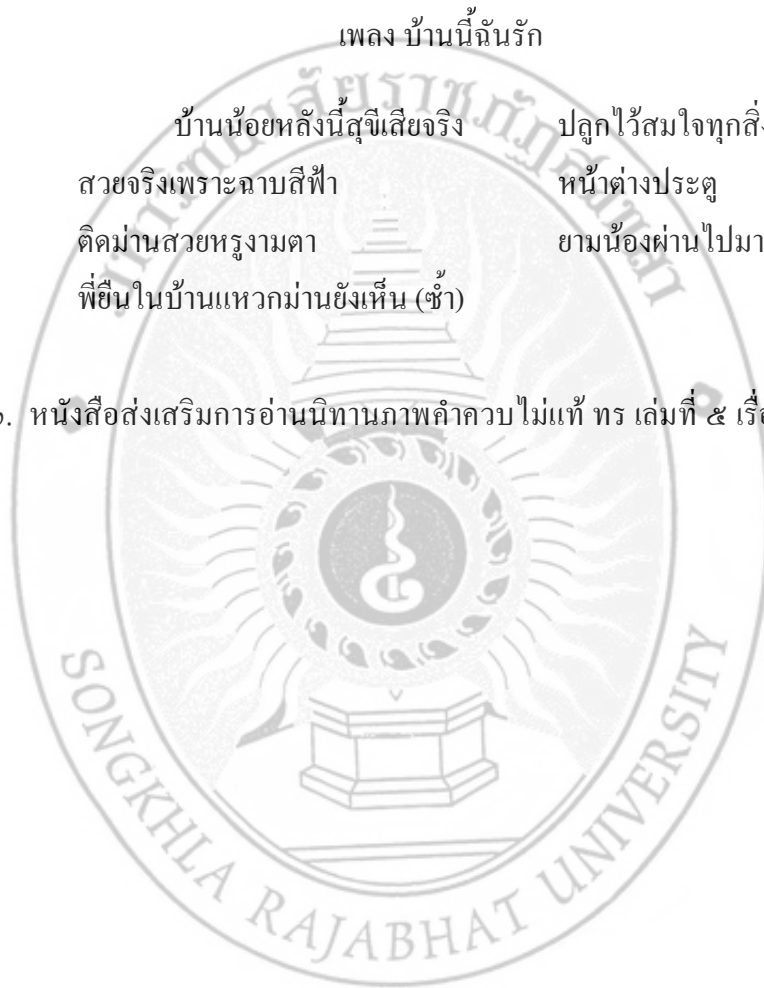 เพลง บ้านนี้ฉันรัก
บ้านน้อยหลังนี้สุขีเสียจริง ปลูกไว้สมใจทุกสิ่ง
สวยจริงเพราะฉาบสีฟ้า หน้าต่างประตู
ติดม่านสวยหรูงามตา ยามน้องผ่านไปมา
พี่ยืนในบ้านแหวกม่านยังเห็น (ซ้ำ)
หนังสือส่งเสริมการอ่านนิทานภาพคำควบไม่แท้ ทร เล่มที่ ๕
SONGKHLA RAJABHAT UNIVERSITY